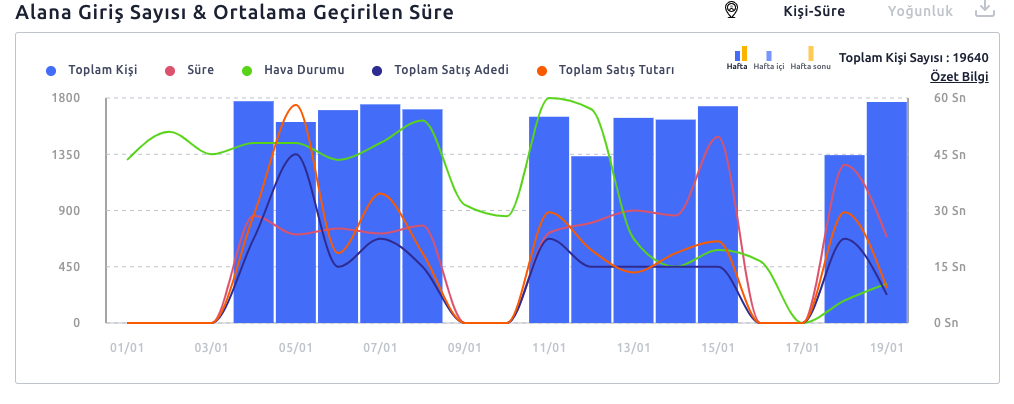 Alana Giriş Sayısı & Ortalama Geçirilen Süre
Kişi-Süre
Yoğunluk
Toplam Kişi
Süre
Hava Durumu
Toplam Satış Adedi
Toplam Satış Tutarı
Hafta
Hafta içi
Hafta sonu
Toplam Kişi Sayısı : 19640
Özet Bilgi
1800
1350
900
450
0
60 Sn
45 Sn
30 Sn
15 Sn
0 Sn
01/01
03/01
05/01
07/01
09/01
11/01
13/01
15/01
17/01
19/01